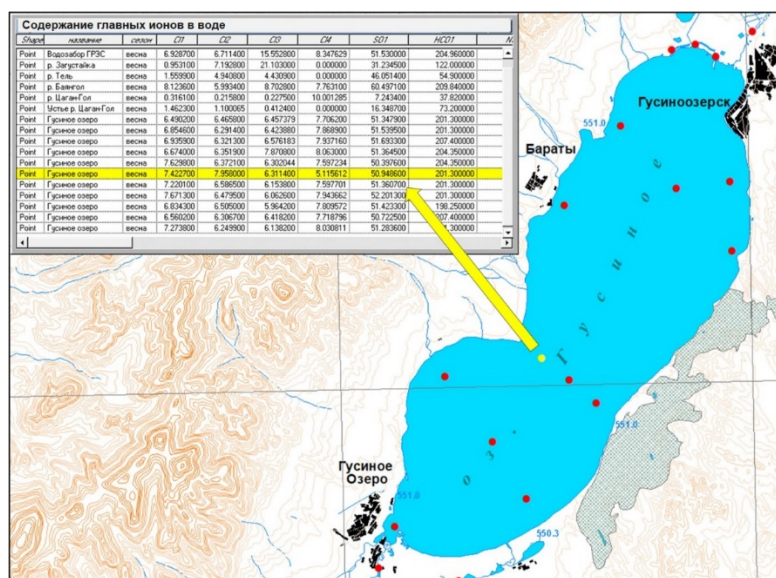 Содержание главных ионов в воде
Shape название сезон Cl1 Cl2 Cl3 Cl4 SO1 HCO1
Point Водозабор ГРЭС весна 6.928700 6.711400 15.552800 8.347629 51.530000 204.960000
Point р. Загустайка весна 0.953100 7.192800 21.103000 0.000000 31.234500 122.000000
Point р. Тель весна 1.559900 4.940800 4.430900 0.000000 46.051400 54.900000
Point р. Баянгол весна 8.123600 5.993400 8.702800 7.763100 60.497100 209.840000
Point р. Цаган-Гол весна 0.316100 0.215800 0.227500 10.001285 7.243400 37.820000
Point Устье р. Цаган-Гол весна 1.462300 1.100065 0.412400 0.000000 16.348700 73.200000
Point Гусиное озеро весна 6.490200 6.465800 6.457379 7.706200 51.347900 201.300000
Point Гусиное озеро весна 6.854600 6.291400 6.423880 7.868900 51.539500 201.300000
Point Гусиное озеро весна 6.935900 6.321300 6.576183 7.937160 51.693300 207.400000
Point Гусиное озеро весна 6.674000 6.351900 7.870800 8.063000 51.364500 204.350000
Point Гусиное озеро весна 7.629800 6.372100 6.302044 7.597234 50.397600 204.350000
Point Гусиное озеро весна 7.422700 7.958000 6.311400 5.115612 50.948600 201.300000
Point Гусиное озеро весна 7.220100 6.586500 6.153800 7.597701 51.360700 201.300000
Point Гусиное озеро весна 7.671300 6.479500 6.062600 7.943662 52.201300
Point Гусиное озеро весна 6.834300 6.505000 5.964200 7.809572 51.423300 198.250000
Point Гусиное озеро весна 6.560200 6.306700 6.418200 7.718796 50.722500 207.400000
Point Гусиное озеро весна 7.273800 6.249900 6.138200 8.030811 51.283600
Гусиноозерск
551.0
Бараты
оз. Гусиное
551.0
Гусиное
Озеро
551.0
550.3